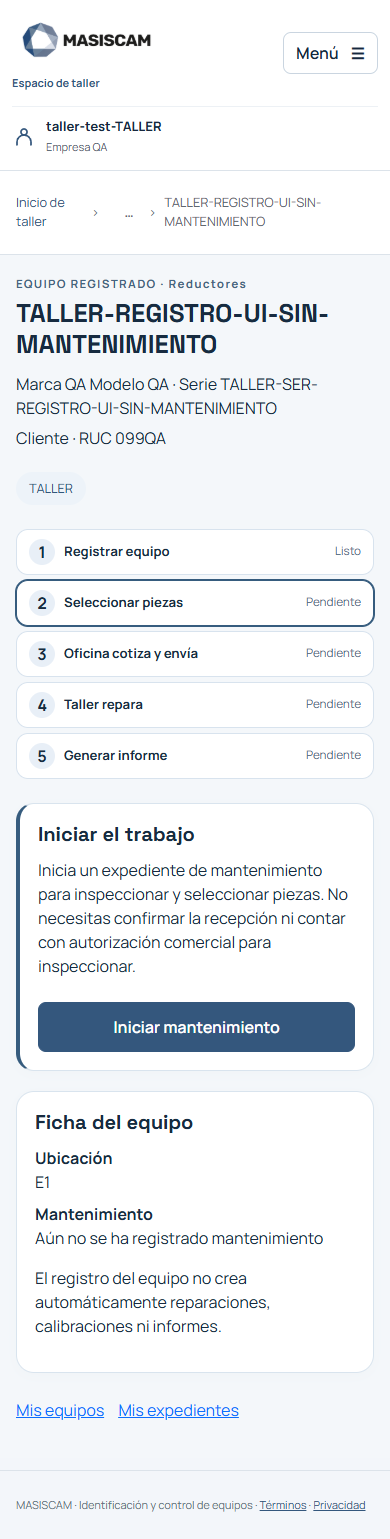 MASISCAM
Menú ☰
Espacio de taller
taller-test-TALLER
Empresa QA
Inicio de
taller
›
...
›
TALLER-REGISTRO-UI-SIN-
MANTENIMIENTO
EQUIPO REGISTRADO · Reductores
TALLER-REGISTRO-UI-SIN-
MANTENIMIENTO
Marca QA Modelo QA · Serie TALLER-SER-
REGISTRO-UI-SIN-MANTENIMIENTO
Cliente · RUC 099QA
TALLER
1 Registrar equipo Listo
2 Seleccionar piezas Pendiente
3 Oficina cotiza y envía Pendiente
4 Taller repara Pendiente
5 Generar informe Pendiente
Iniciar el trabajo
Inicia un expediente de mantenimiento
para inspeccionar y seleccionar piezas. No
necesitas confirmar la recepción ni contar
con autorización comercial para
inspeccionar.
Iniciar mantenimiento
Ficha del equipo
Ubicación
E1
Mantenimiento
Aún no se ha registrado mantenimiento
El registro del equipo no crea
automáticamente reparaciones,
calibraciones ni informes.
Mis equipos Mis expedientes
MASISCAM · Identificación y control de equipos · Términos · Privacidad